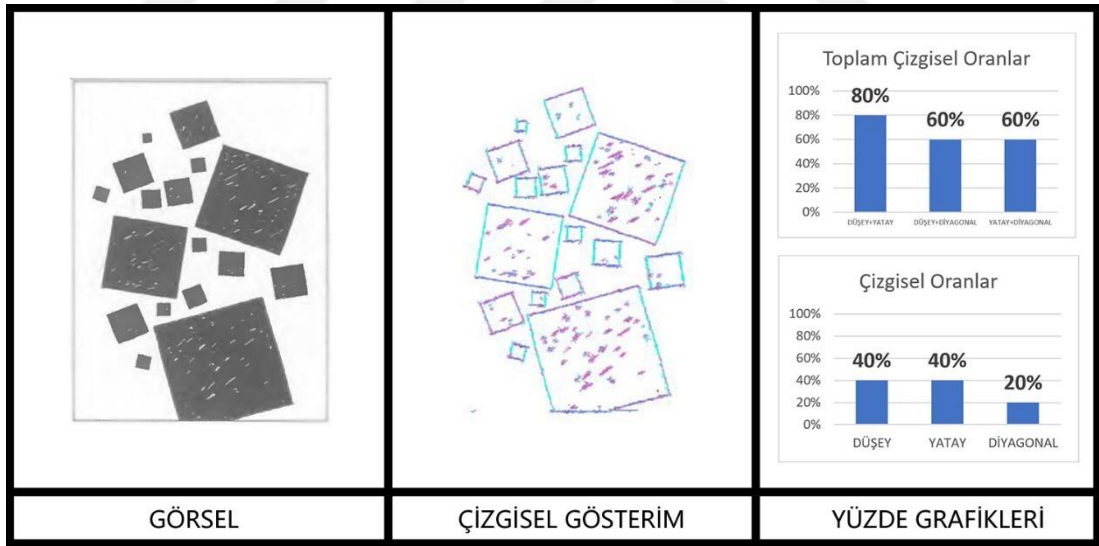 Toplam Çizgisel Oranlar
100%
80%
60%
40%
20%
0%
80%
60%
60%
DÜŞEY+YATAY
DÜŞEY+DİYAGONAL
YATAY+DİYAGONAL
Çizgisel Oranlar
100%
80%
60%
40%
20%
0%
40%
40%
20%
DÜŞEY
YATAY
DİYAGONAL
GÖRSEL
ÇİZGİSEL GÖSTERİM
YÜZDE GRAFİKLERİ